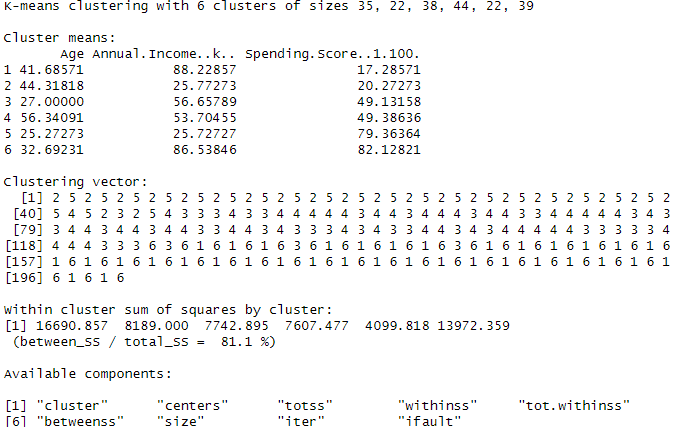 K-means clustering with 6 clusters of sizes 35, 22, 38, 44, 22, 39
Cluster means:
Age Annual.Income..k.. Spending.Score..1.100.
1 41.68571 88.22857 17.28571
2 44.31818 25.77273 20.27273
3 27.00000 56.65789 49.13158
4 56.34091 53.70455 49.38636
5 25.27273 25.72727 79.36364
6 32.69231 86.53846 82.12821
Clustering vector:
[1] 2 5 2 5 2 5 2 5 2 5 2 5 2 5 2 5 2 5 2 5 2 5 2 5 2 5 2 5 2 5 2 5 2 5 2 5 2 5 2
[40] 5 4 5 2 3 2 5 4 3 3 3 4 3 3 4 4 4 4 4 3 4 4 3 4 4 4 3 4 4 3 3 4 4 4 4 4 3 4 3
[79] 3 4 4 3 4 4 3 4 4 3 3 4 4 3 4 3 3 3 4 3 4 3 3 4 4 3 4 3 4 4 4 4 4 3 3 3 3 3 4
[118] 4 4 4 3 3 3 6 3 6 1 6 1 6 1 6 3 6 1 6 1 6 1 6 1 6 3 6 1 6 1 6 1 6 1 6 1 6 1 6
[157] 1 6 1 6 1 6 1 6 1 6 1 6 1 6 1 6 1 6 1 6 1 6 1 6 1 6 1 6 1 6 1 6 1 6 1 6 1 6 1
[196] 6 1 6 1 6
Within cluster sum of squares by cluster:
[1] 16690.857 8189.000 7742.895 7607.477 4099.818 13972.359
(between_SS / total_SS = 81.1 %)
Available components:
[1] "cluster" "centers" "totss" "withinss" "tot.withinss"
[6] "betweenss" "size" "iter" "ifault"